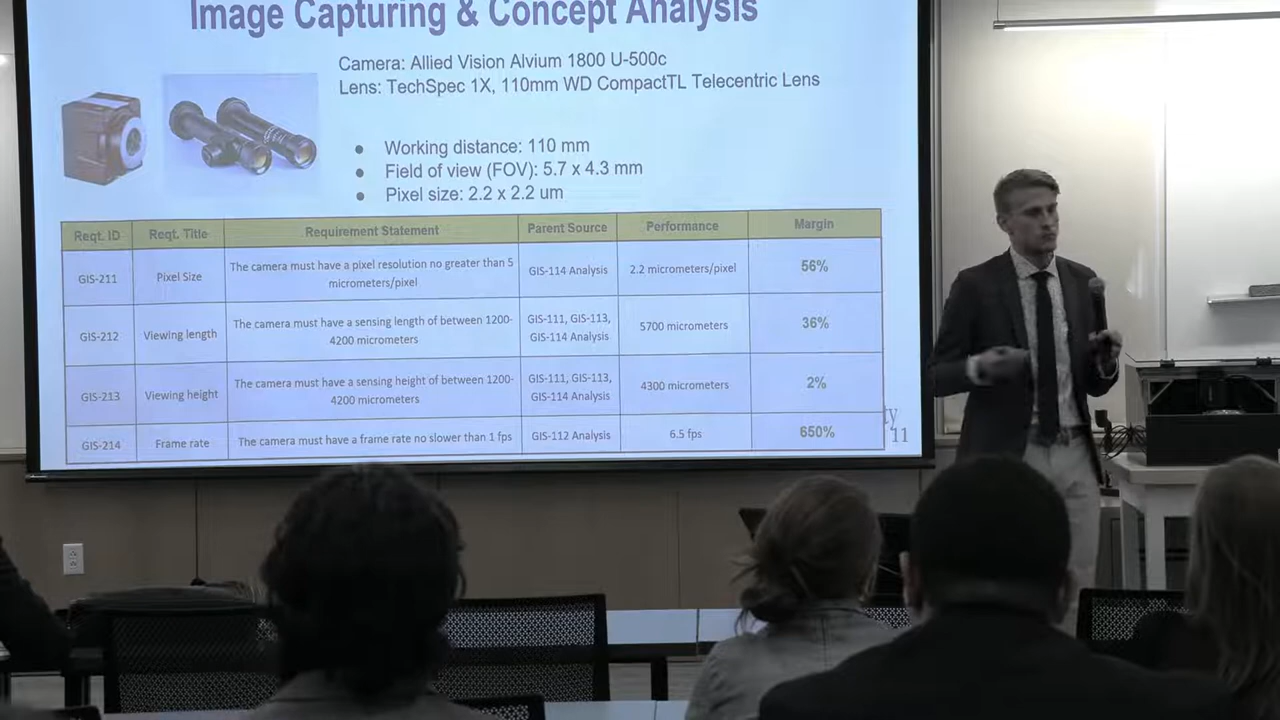 Image Capturing & Concept Analysis
Camera: Allied Vision Alvium 1800 U-500c
Lens: TechSpec 1X, 110mm WD CompactTL Telecentric Lens
● Working distance: 110 mm
● Field of view (FOV): 5.7 x 4.3 mm
● Pixel size: 2.2 x 2.2 um
Reqt. ID Reqt. Title Requirement Statement Parent Source Performance Margin
GIS-211 Pixel Size The camera must have a pixel resolution no greater than 5
micrometers/pixel GIS-114 Analysis 2.2 micrometers/pixel 56%
GIS-212 Viewing length The camera must have a sensing length of between 1200-
4200 micrometers GIS-111, GIS-113,
GIS-114 Analysis 5700 micrometers 36%
GIS-213 Viewing height The camera must have a sensing height of between 1200-
4200 micrometers GIS-111, GIS-113,
GIS-114 Analysis 4300 micrometers 2%
GIS-214 Frame rate The camera must have a frame rate no slower than 1 fps GIS-112 Analysis 6.5 fps 650%
ty
11